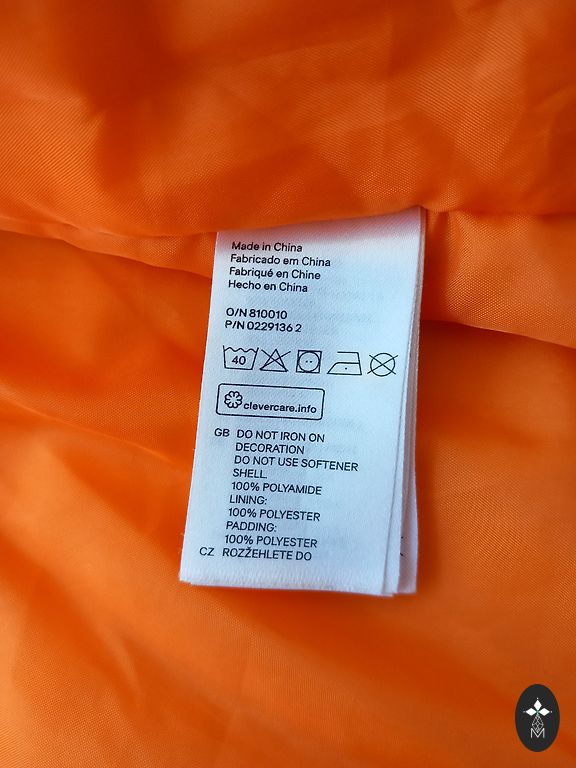 Made in China
Fabricado em China
Fabriqué en Chine
Hecho en China
O/N 810010
P/N 0229136 2
40
clevercare.info
GB DO NOT IRON ON
DECORATION
DO NOT USE SOFTENER
SHELL:
100% POLYAMIDE
LINING:
100% POLYESTER
PADDING:
100% POLYESTER
CZ ROZŽEHLETE DO
M